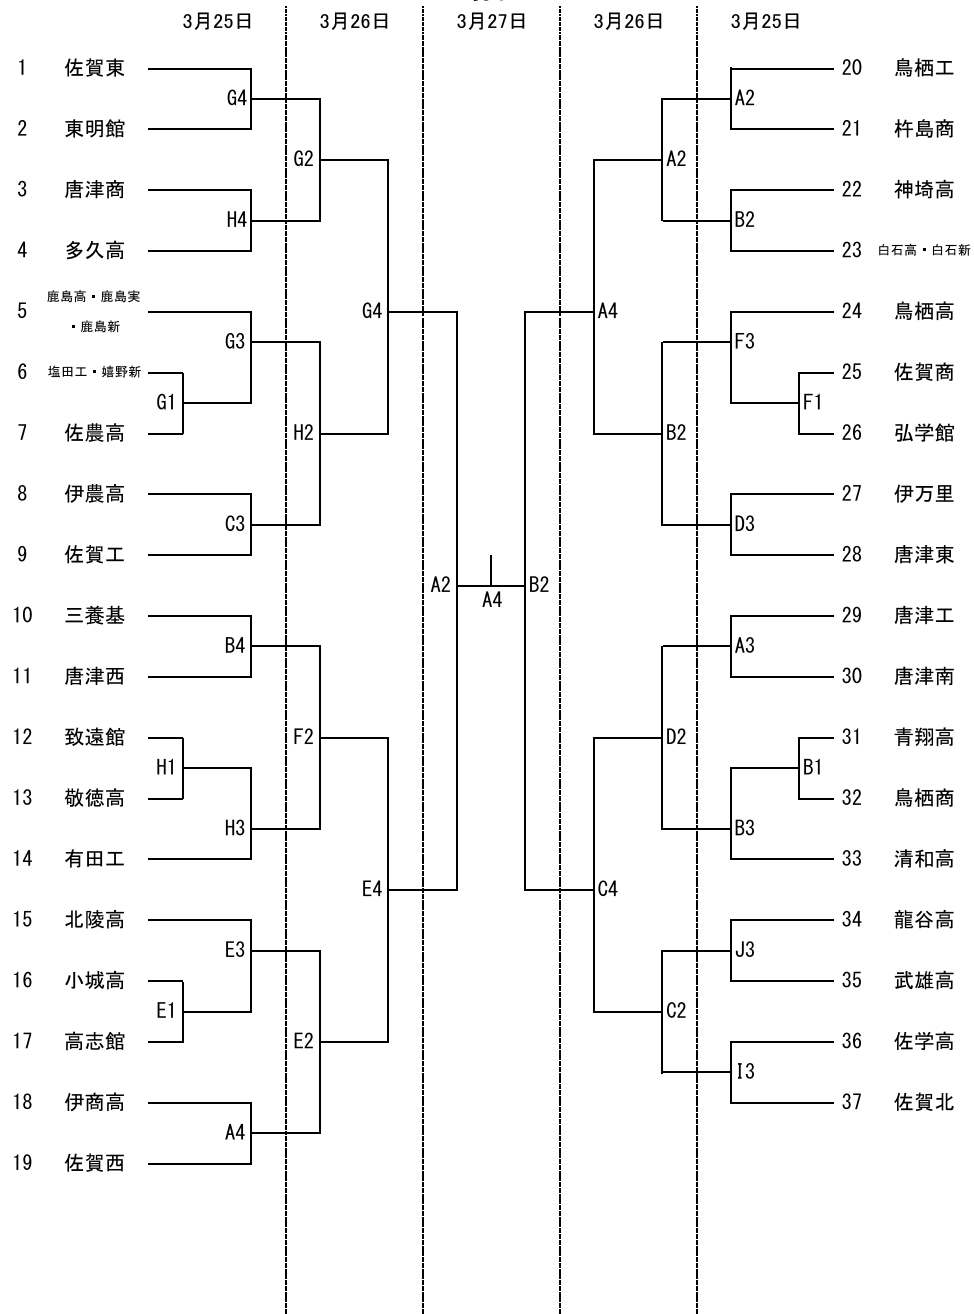 3月25日 3月26日 3月27日 3月26日 3月25日
1 佐賀東 20 鳥栖工
G4 A2
2 東明館 21 杵島商
G2 A2
3 唐津商 22 神埼高
H4 B2
4 多久高 23 白石高・白石新
鹿島高・鹿島実
5 G4 A4 24 鳥栖高
・鹿島新
G3 F3
6 塩田工・嬉野新 25 佐賀商
G1 F1
7 佐農高 H2 B2 26 弘学館
8 伊農高 27 伊万里
C3 D3
9 佐賀工 28 唐津東
A2 B2
A4
10 三養基 29 唐津工
B4 A3
11 唐津西 30 唐津南
12 致遠館 F2 D2 31 青翔高
H1 B1
13 敬徳高 32 鳥栖商
H3 B3
14 有田工 33 清和高
E4 C4
15 北陵高 34 龍谷高
E3 J3
16 小城高 35 武雄高
E1 C2
17 高志館 E2 36 佐学高
I3
18 伊商高 37 佐賀北
A4
19 佐賀西